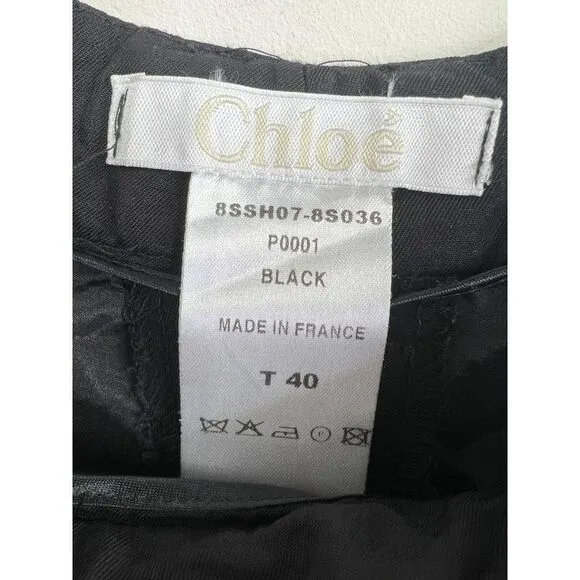 Chloé
8SSH07-8S036
P0001
BLACK
MADE IN FRANCE
T 40